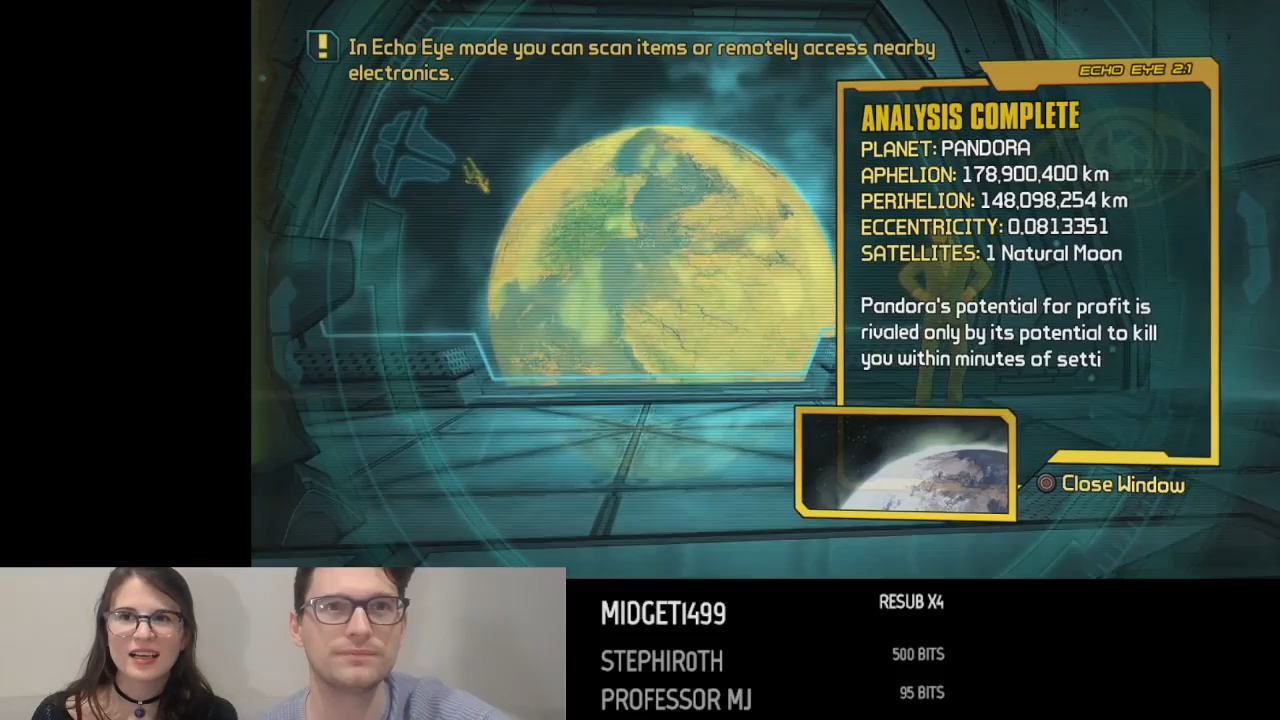 In Echo Eye mode you can scan items or remotely access nearby
electronics.
ECHO EYE 2.1
ANALYSIS COMPLETE
PLANET: PANDORA
APHELION: 178,900,400 km
PERIHELION: 148,098,254 km
ECCENTRICITY: 0.0813351
SATELLITES: 1 Natural Moon
Pandora's potential for profit is
rivaled only by its potential to kill
you within minutes of setti
Close Window
MIDGET1499 RESUB X4
STEPHIR0TH 500 BITS
PROFESSOR MJ 95 BITS